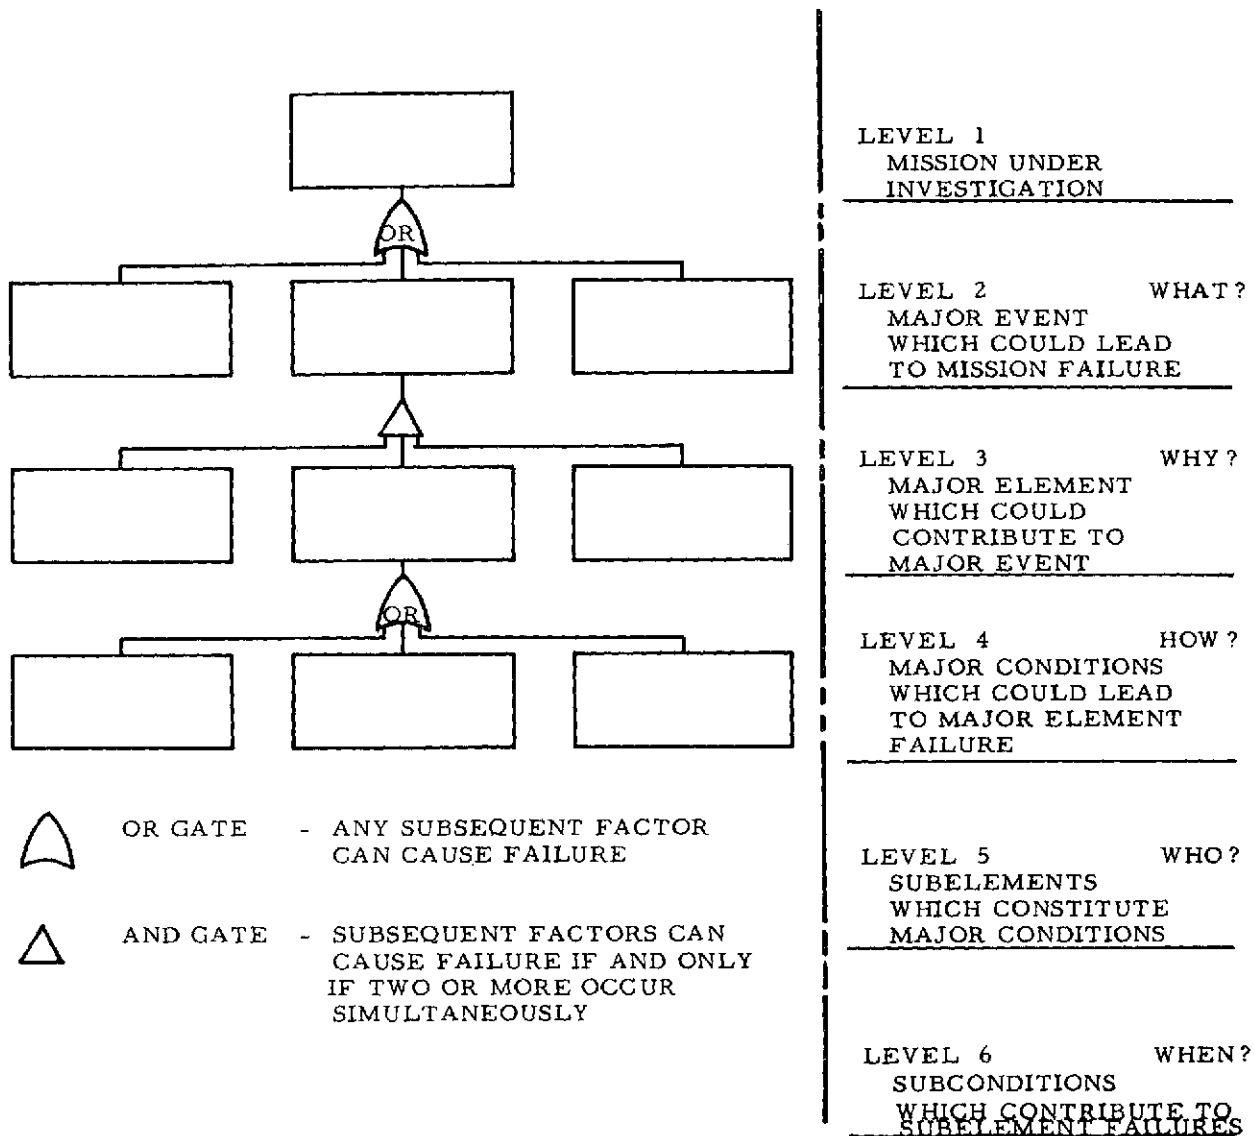 OR
OR
OR GATE - ANY SUBSEQUENT FACTOR
CAN CAUSE FAILURE
AND GATE - SUBSEQUENT FACTORS CAN
CAUSE FAILURE IF AND ONLY
IF TWO OR MORE OCCUR
SIMULTANEOUSLY
LEVEL 1
MISSION UNDER
INVESTIGATION
LEVEL 2 WHAT?
MAJOR EVENT
WHICH COULD LEAD
TO MISSION FAILURE
LEVEL 3 WHY?
MAJOR ELEMENT
WHICH COULD
CONTRIBUTE TO
MAJOR EVENT
LEVEL 4 HOW?
MAJOR CONDITIONS
WHICH COULD LEAD
TO MAJOR ELEMENT
FAILURE
LEVEL 5 WHO?
SUBELEMENTS
WHICH CONSTITUTE
MAJOR CONDITIONS
LEVEL 6 WHEN?
SUBCONDITIONS
WHICH CONTRIBUTE TO
SUBELEMENT FAILURES